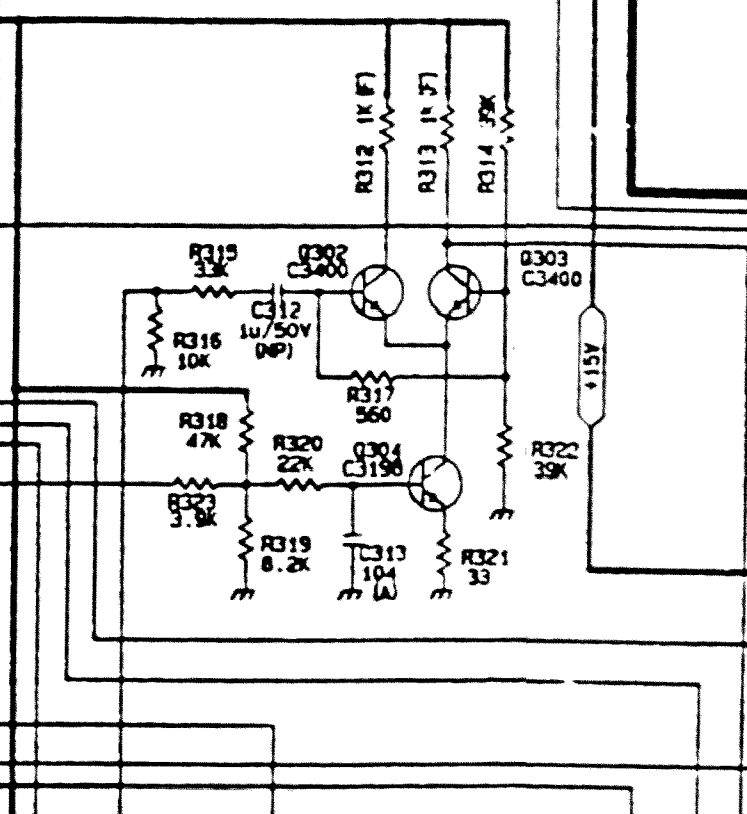 R312 1K(F)
R313 1K(F)
R314 39K
R315
33K
Q302
C3400
Q303
C3400
C312
1u/50V
(NP)
R316
10K
+15V
R317
560
R318
47K
R320
22K
Q304
C3198
R322
39K
R323
3.9K
R319
8.2K
C313
104
(A)
R321
33